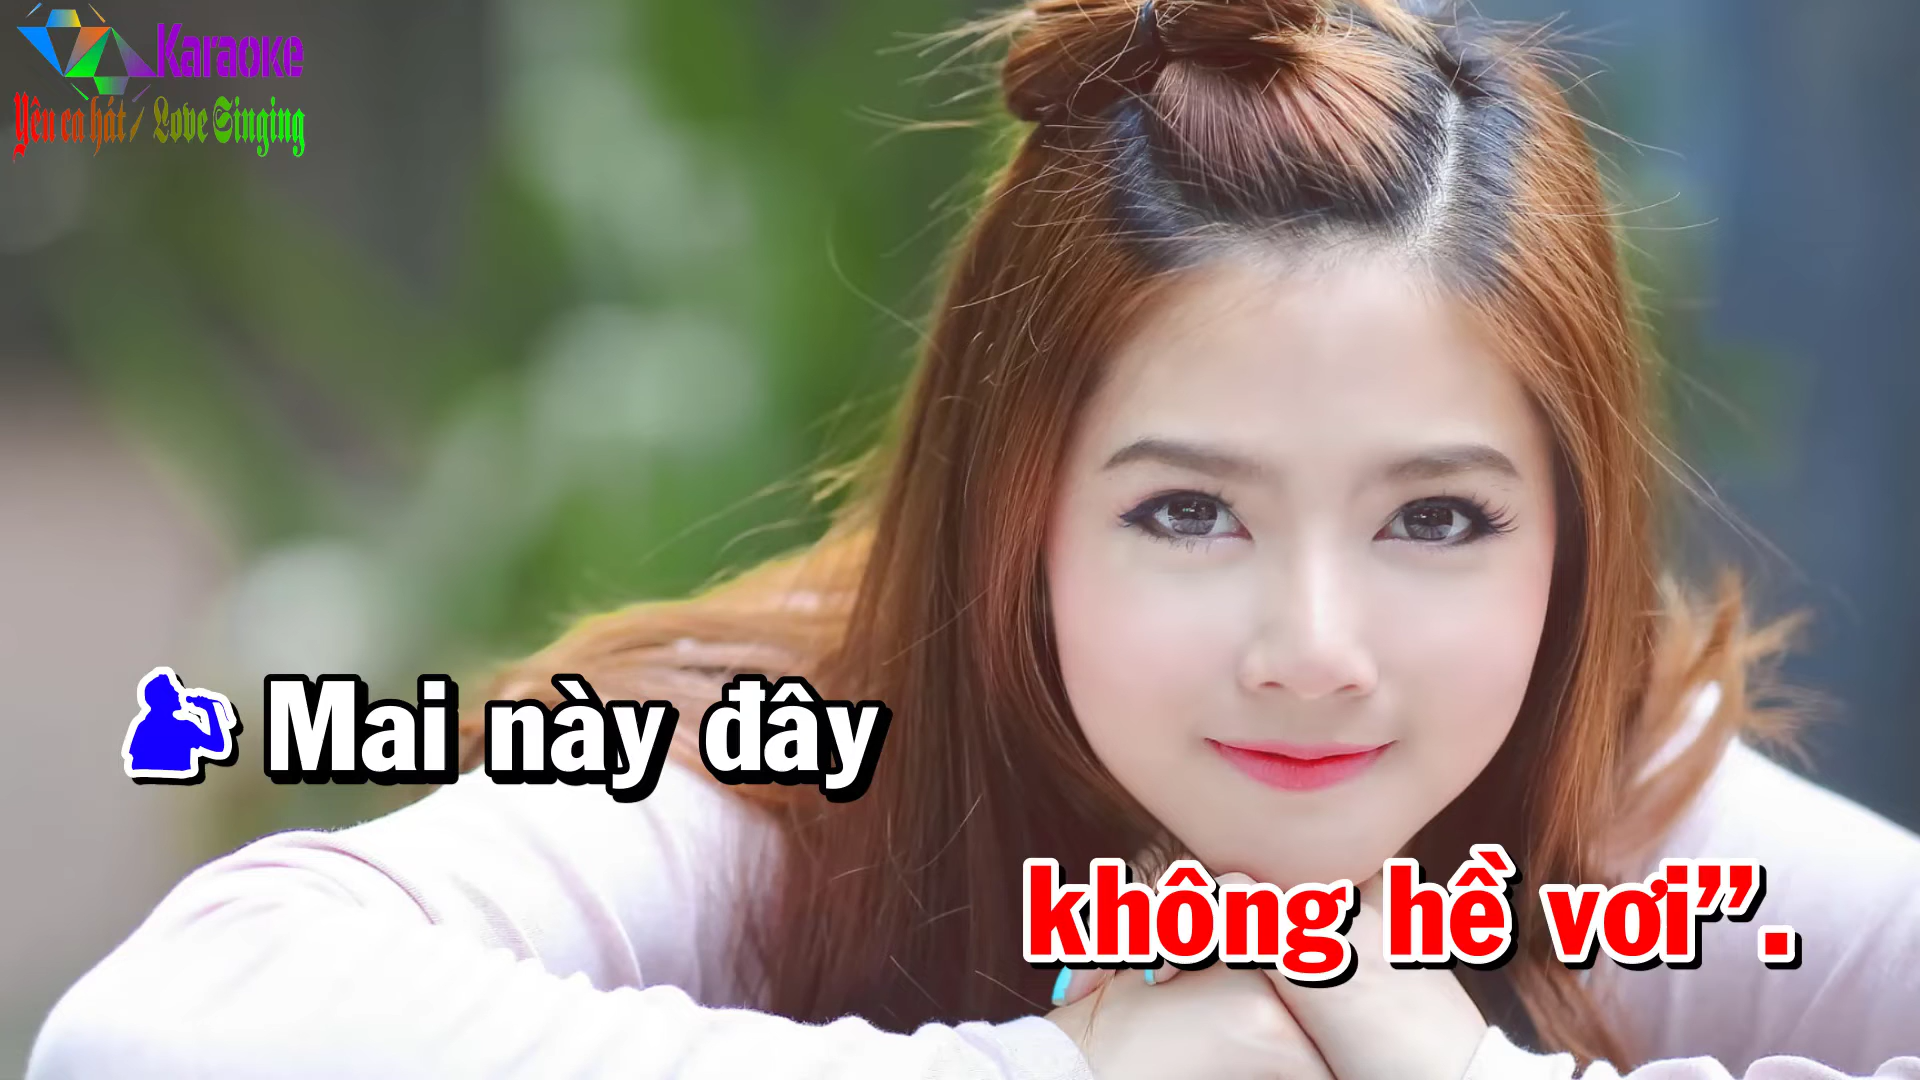 Karaoke
Yêu ca hát / Love Singing
Mai này đây
không hề vơi”.